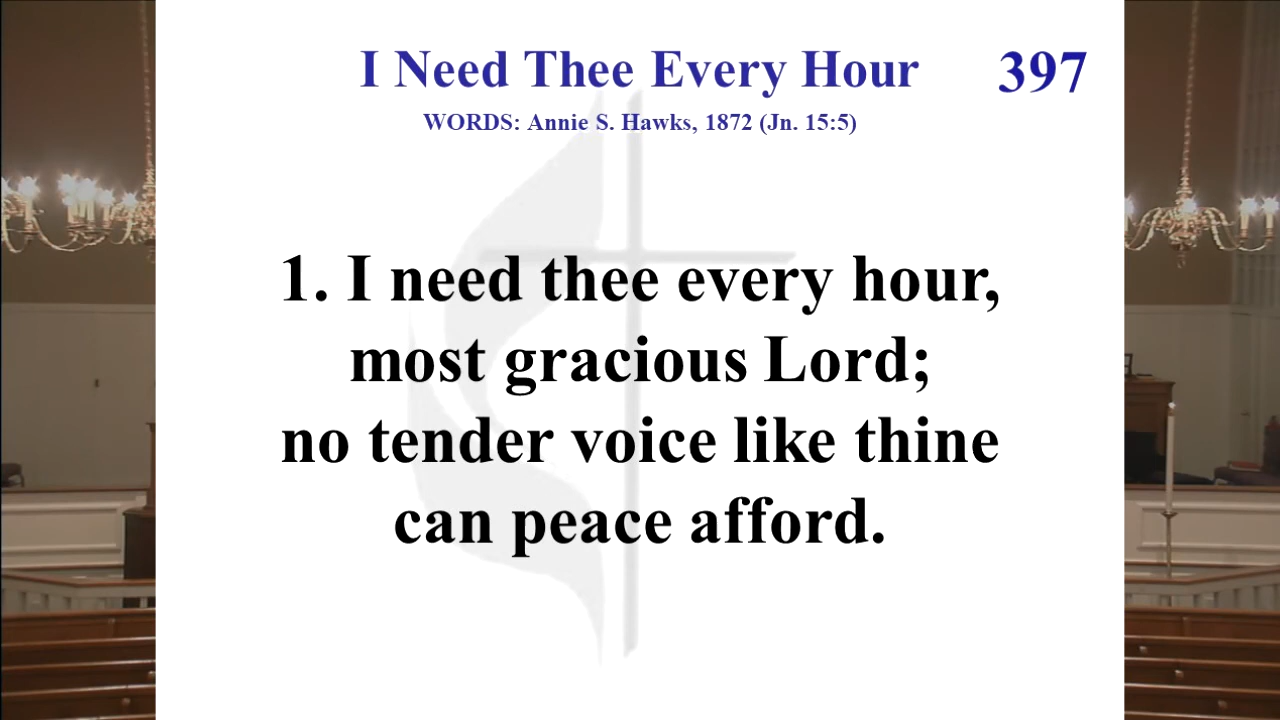 I Need Thee Every Hour 397
WORDS: Annie S. Hawks, 1872 (Jn. 15:5)
1. I need thee every hour,
most gracious Lord;
no tender voice like thine
can peace afford.